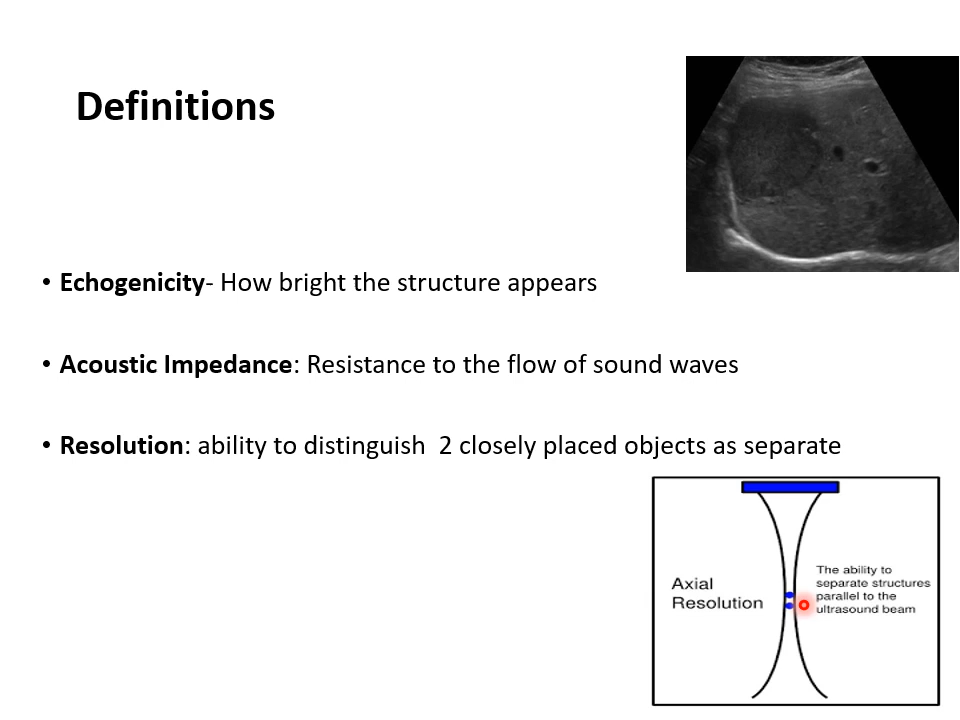 Definitions
• Echogenicity- How bright the structure appears
• Acoustic Impedance: Resistance to the flow of sound waves
• Resolution: ability to distinguish  2 closely placed objects as separate
Axial
Resolution
The ability to
separate structures
parallel to the
ultrasound beam